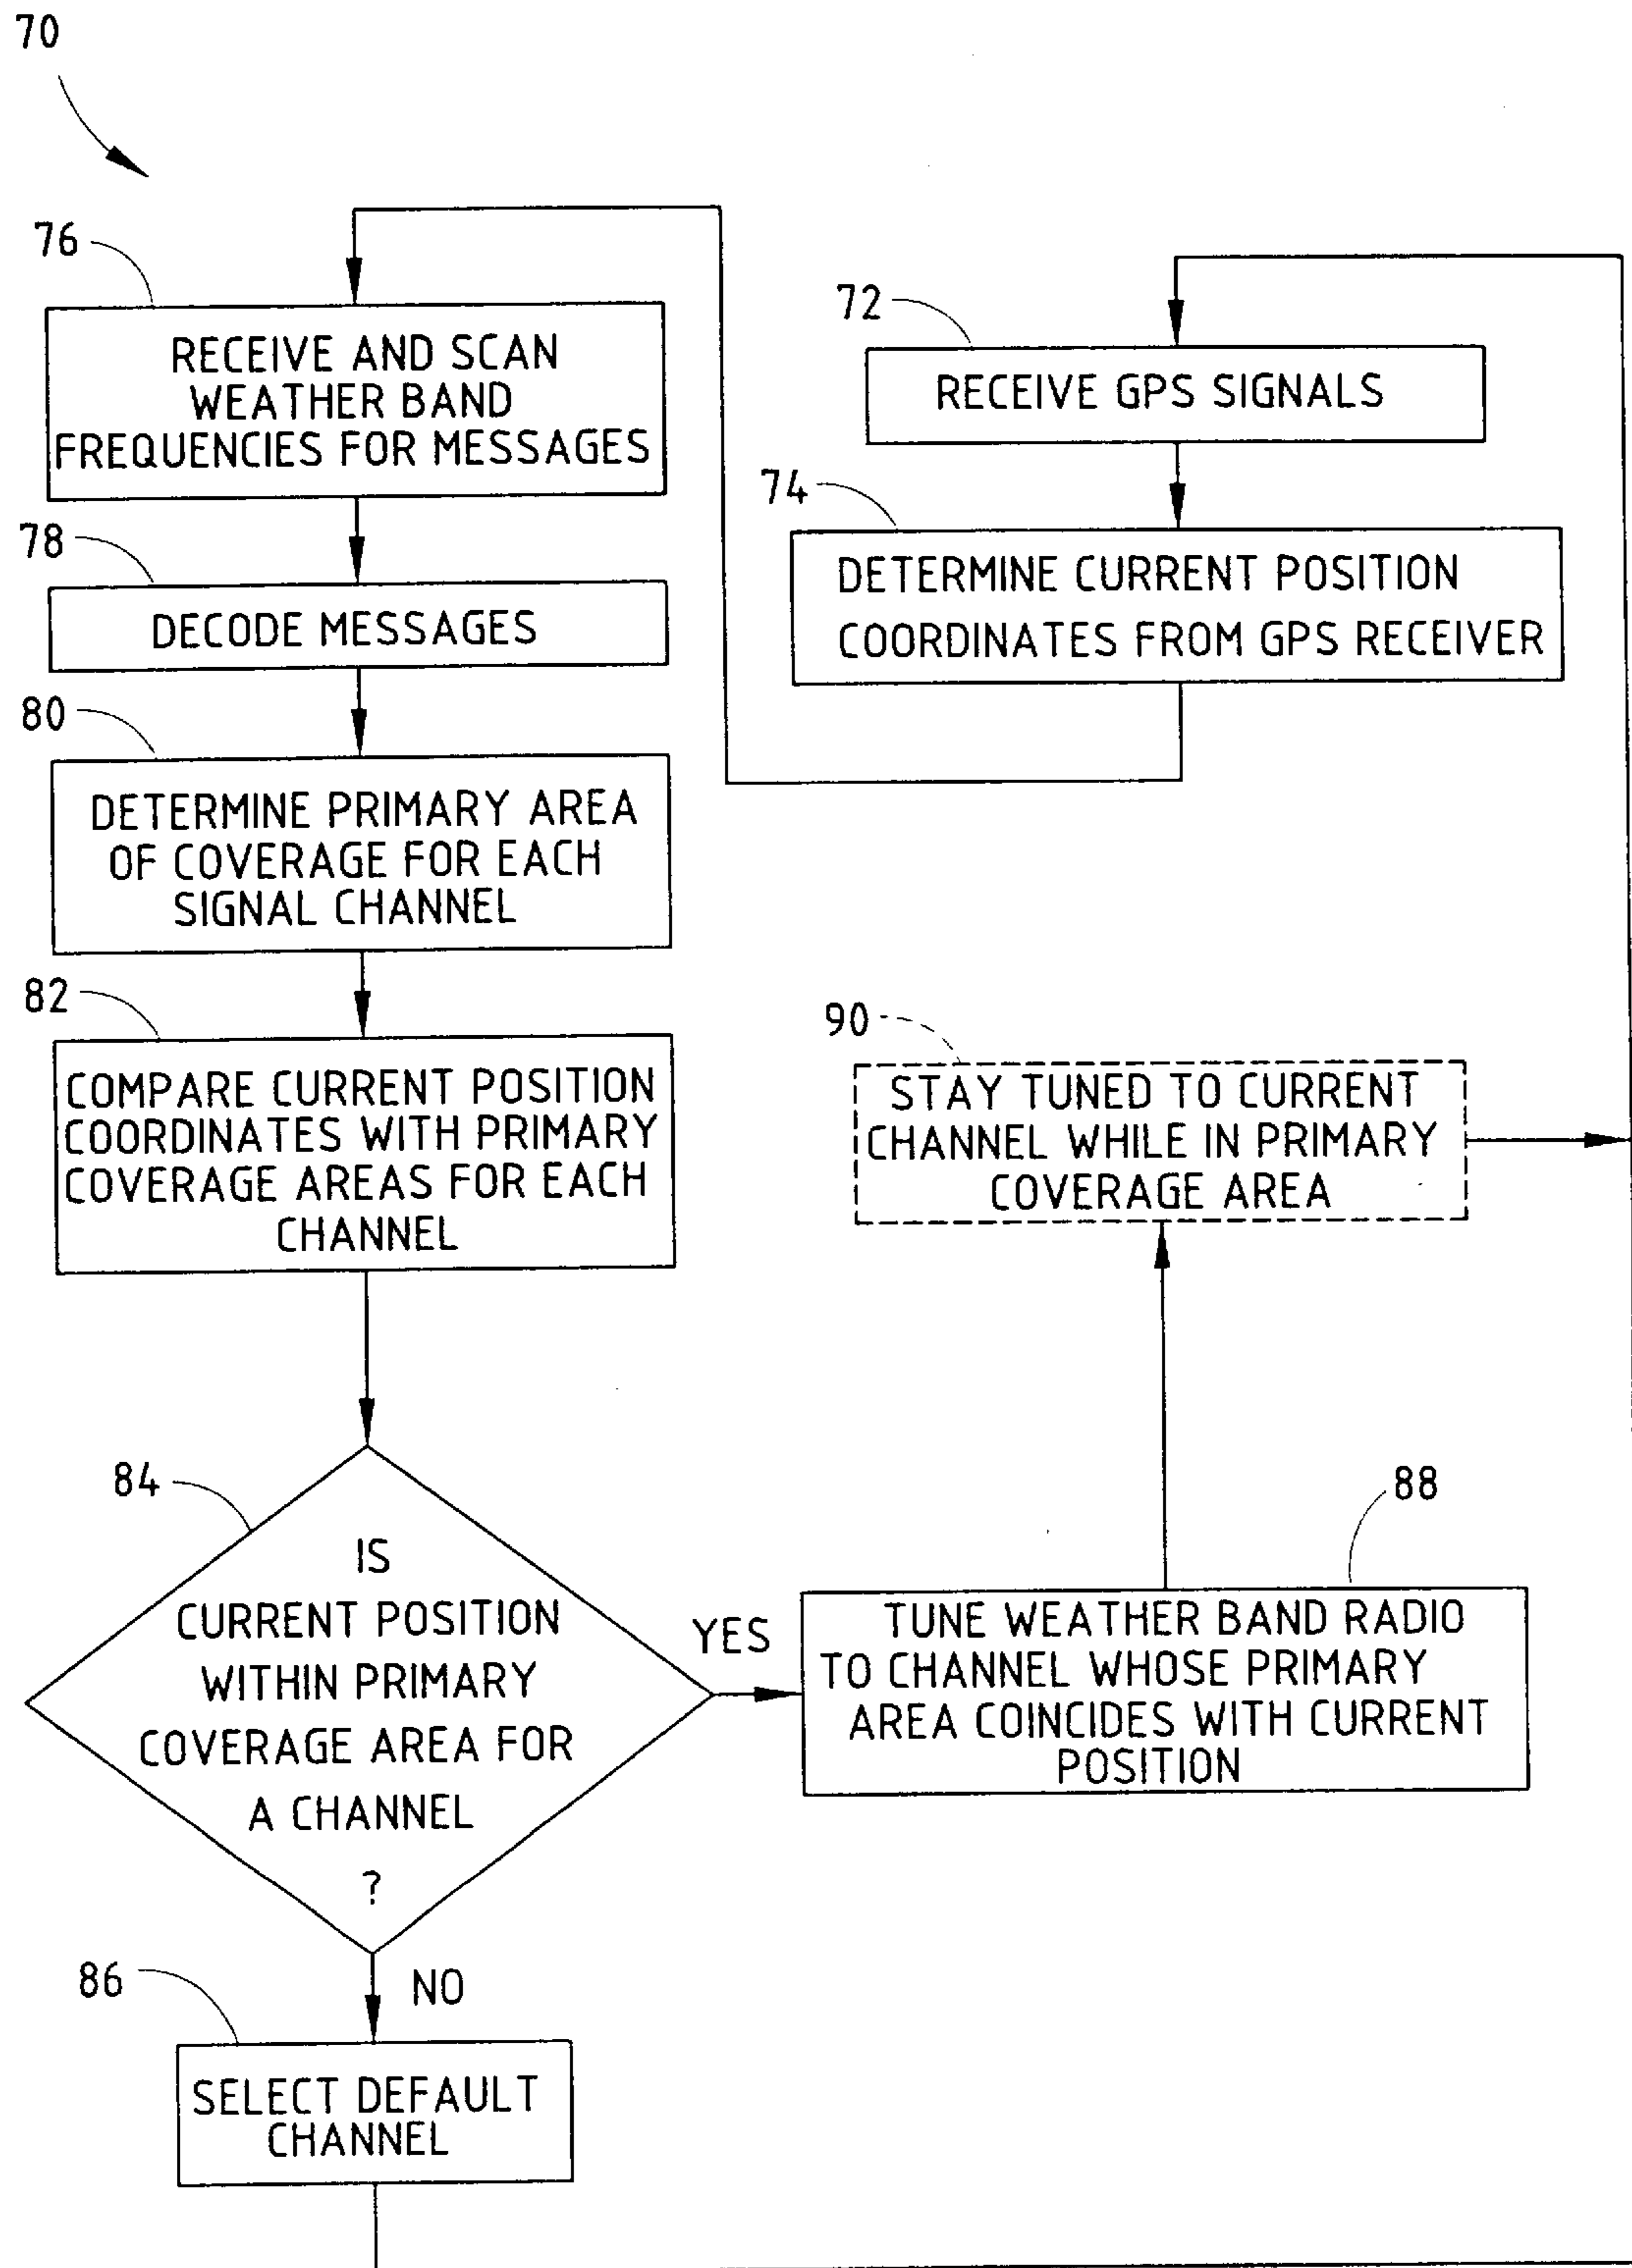 70
76
RECEIVE AND SCAN
WEATHER BAND
FREQUENCIES FOR MESSAGES
72
RECEIVE GPS SIGNALS
74
DETERMINE CURRENT POSITION
COORDINATES FROM GPS RECEIVER
78
DECODE MESSAGES
80
DETERMINE PRIMARY AREA
OF COVERAGE FOR EACH
SIGNAL CHANNEL
82
COMPARE CURRENT POSITION
COORDINATES WITH PRIMARY
COVERAGE AREAS FOR EACH
CHANNEL
90
STAY TUNED TO CURRENT
CHANNEL WHILE IN PRIMARY
COVERAGE AREA
84
IS
CURRENT POSITION
WITHIN PRIMARY
COVERAGE AREA FOR
A CHANNEL
?
YES
88
TUNE WEATHER BAND RADIO
TO CHANNEL WHOSE PRIMARY
AREA COINCIDES WITH CURRENT
POSITION
NO
86
SELECT DEFAULT
CHANNEL